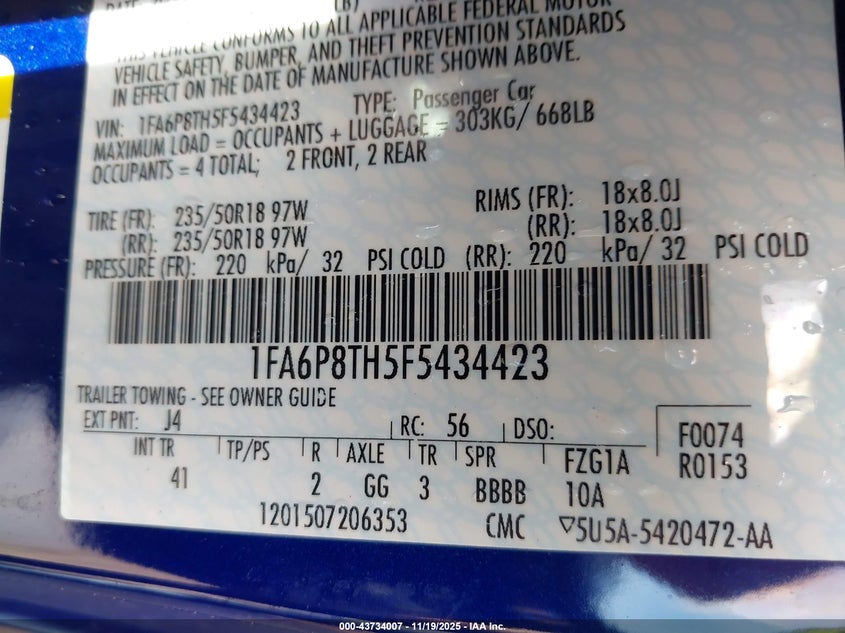 (B)
THIS VEHICLE CONFORMS TO ALL APPLICABLE FEDERAL MOTOR
VEHICLE SAFETY, BUMPER, AND THEFT PREVENTION STANDARDS
IN EFFECT ON THE DATE OF MANUFACTURE SHOWN ABOVE.
VIN: 1FA6P8TH5F5434423 TYPE: Passenger Car
MAXIMUM LOAD = OCCUPANTS + LUGGAGE = 303KG/ 668LB
OCCUPANTS = 4 TOTAL; 2 FRONT, 2 REAR
TIRE (FR): 235/50R18 97W RIMS (FR): 18x8.0J
(RR): 235/50R18 97W (RR): 18x8.0J
PRESSURE (FR): 220 kPa/ 32 PSI COLD (RR): 220 kPa/ 32 PSI COLD
1FA6P8TH5F5434423
TRAILER TOWING - SEE OWNER GUIDE
EXT PNT: J4 RC: 56 DSO: F0074
INT TR TP/PS R AXLE TR SPR FZG1A R0153
41 2 GG 3 BBBB 10A
1201507206353 CMC ▽5U5A-5420472-AA
000-43734007 - 11/19/2025 - IAA Inc.